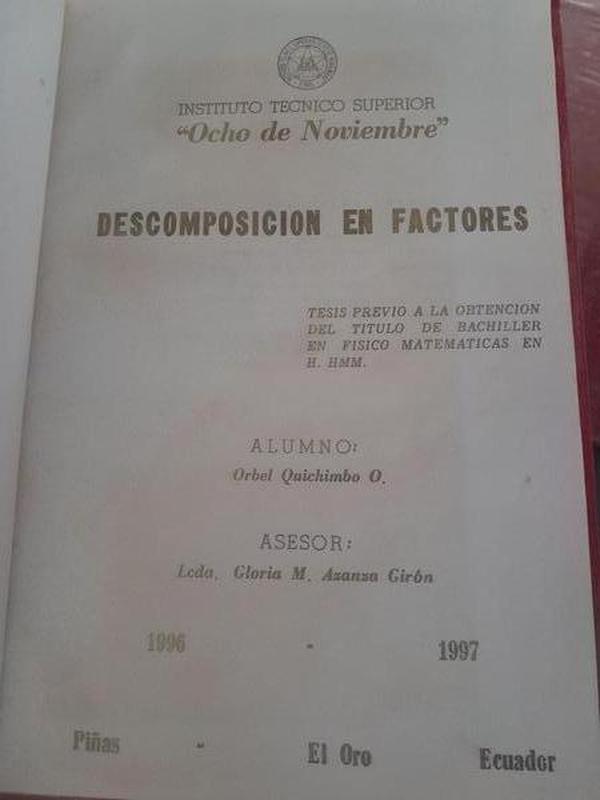 INSTITUTO TECNICO SUPERIOR
"Ocho de Noviembre"
DESCOMPOSICION EN FACTORES
TESIS PREVIO A LA OBTENCION
DEL TITULO DE BACHILLER
EN FISICO MATEMATICAS EN
H. HMM.
ALUMNO:
Orbel Quichimbo O.
ASESOR:
Lcda. Gloria M. Azanza Girón
1996 - 1997
Piñas - El Oro Ecuador